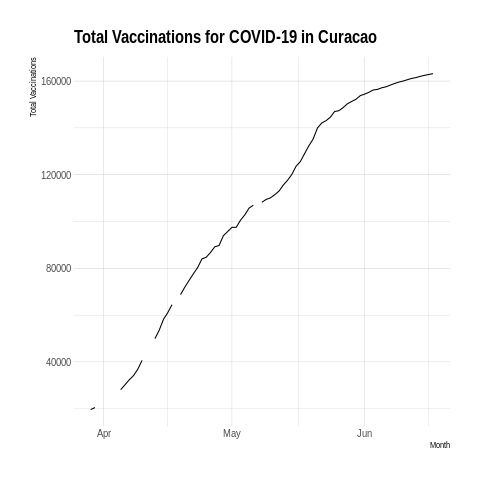 Total Vaccinations for COVID-19 in Curacao
Total Vaccinations
160000
120000
80000
40000
Apr May Jun
Month